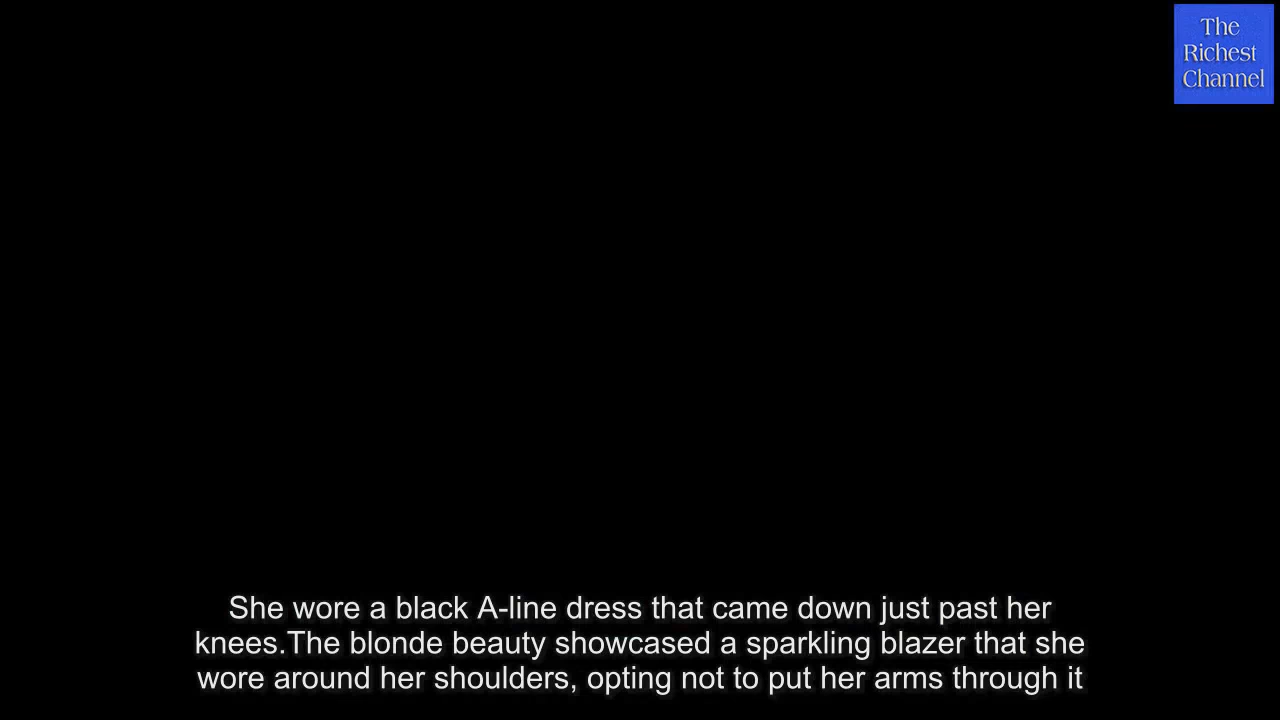 The
Richest
Channel
She wore a black A-line dress that came down just past her
knees.The blonde beauty showcased a sparkling blazer that she
wore around her shoulders, opting not to put her arms through it